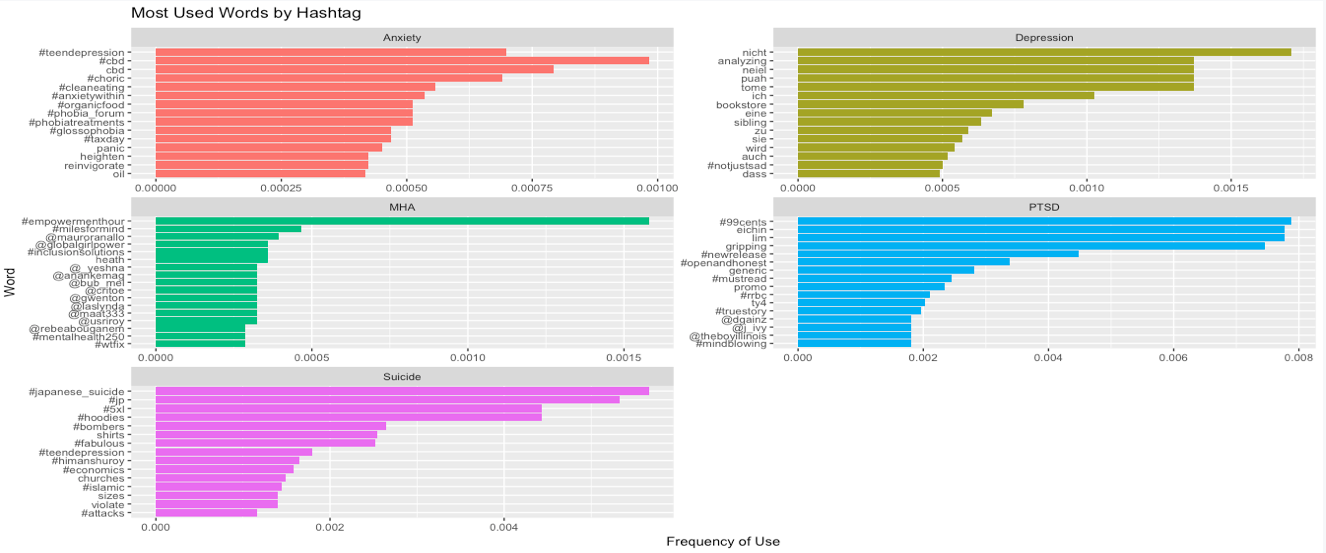 Most Used Words by Hashtag
Anxiety
#teendepression
#cbd
cbd
#choric
#cleaneating
#anxietywithin
#organicfood
#phobia_forum
#phobiatreatments
#glossophobia
#taxday
panic
heighten
reinvigorate
oil
0.00000 0.00025 0.00050 0.00075 0.00100
Depression
nicht
analyzing
neiel
puah
tome
ich
bookstore
eine
sibling
zu
sie
wird
auch
#notjustsad
dass
0.0000 0.0005 0.0010 0.0015
MHA
#empowermenthour
#milesformind
@mauroranallo
@globalgirlpower
#inclusionsolutions
heath
@_yeshna
@anankemag
@bub_mel
@critoe
@gwenton
@laslynda
@maat333
@usriroy
@rebeabouganem
#mentalhealth250
#wtfix
0.0000 0.0005 0.0010 0.0015
PTSD
#99cents
eichin
lim
gripping
#newrelease
#openandhonest
generic
#mustread
promo
#rrbc
ty4
#truestory
@dgainz
@j_ivy
@theboyillinois
#mindblowing
0.000 0.002 0.004 0.006 0.008
Suicide
#japanese_suicide
#jp
#5xl
#hoodies
#bombers
shirts
#fabulous
#teendepression
#himanshuroy
#economics
churches
#islamic
sizes
violate
#attacks
0.000 0.002 0.004
Word
Frequency of Use